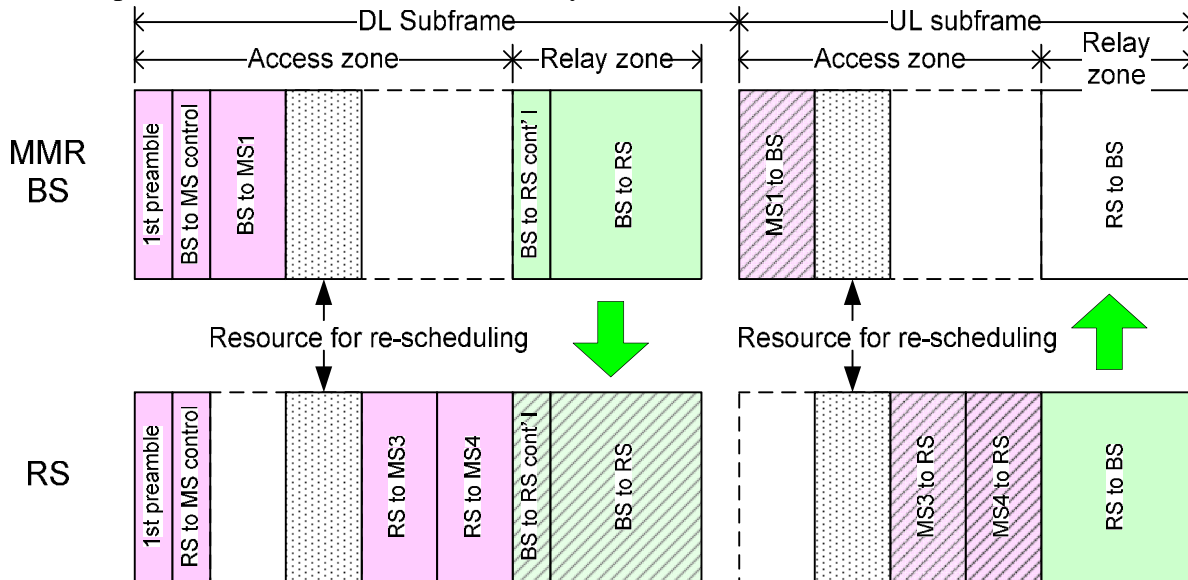 DL Subframe
UL subframe
Access zone
Relay zone
Access zone
Relay
zone
MMR
BS
1st preamble
BS to MS control
BS to MS1
BS to RS cont' l
BS to RS
MS1 to BS
RS to BS
Resource for re-scheduling
Resource for re-scheduling
RS
1st preamble
RS to MS control
RS to MS3
RS to MS4
BS to RS cont' l
BS to RS
MS3 to RS
MS4 to RS
RS to BS